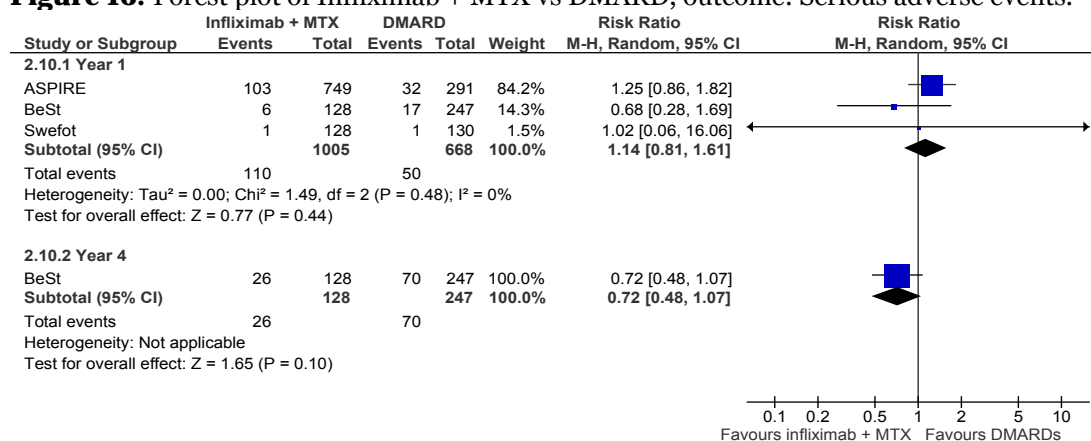 Figure 18. Forest plot of Infliximab + MTX vs DMARD, outcome: Serious adverse events.
Infliximab + MTX DMARD Risk Ratio Risk Ratio
Study or Subgroup Events Total Events Total Weight M-H, Random, 95% CI M-H, Random, 95% CI
2.10.1 Year 1
ASPIRE 103 749 32 291 84.2% 1.25 [0.86, 1.82]
BeSt 6 128 17 247 14.3% 0.68 [0.28, 1.69]
Swefot 1 128 1 130 1.5% 1.02 [0.06, 16.06]
Subtotal (95% CI) 1005 668 100.0% 1.14 [0.81, 1.61]
Total events 110 50
Heterogeneity: Tau² = 0.00; Chi² = 1.49, df = 2 (P = 0.48); I² = 0%
Test for overall effect: Z = 0.77 (P = 0.44)
2.10.2 Year 4
BeSt 26 128 70 247 100.0% 0.72 [0.48, 1.07]
Subtotal (95% CI) 128 247 100.0% 0.72 [0.48, 1.07]
Total events 26 70
Heterogeneity: Not applicable
Test for overall effect: Z = 1.65 (P = 0.10)
0.1 0.2 0.5 1 2 5 10
Favours infliximab + MTX Favours DMARDs